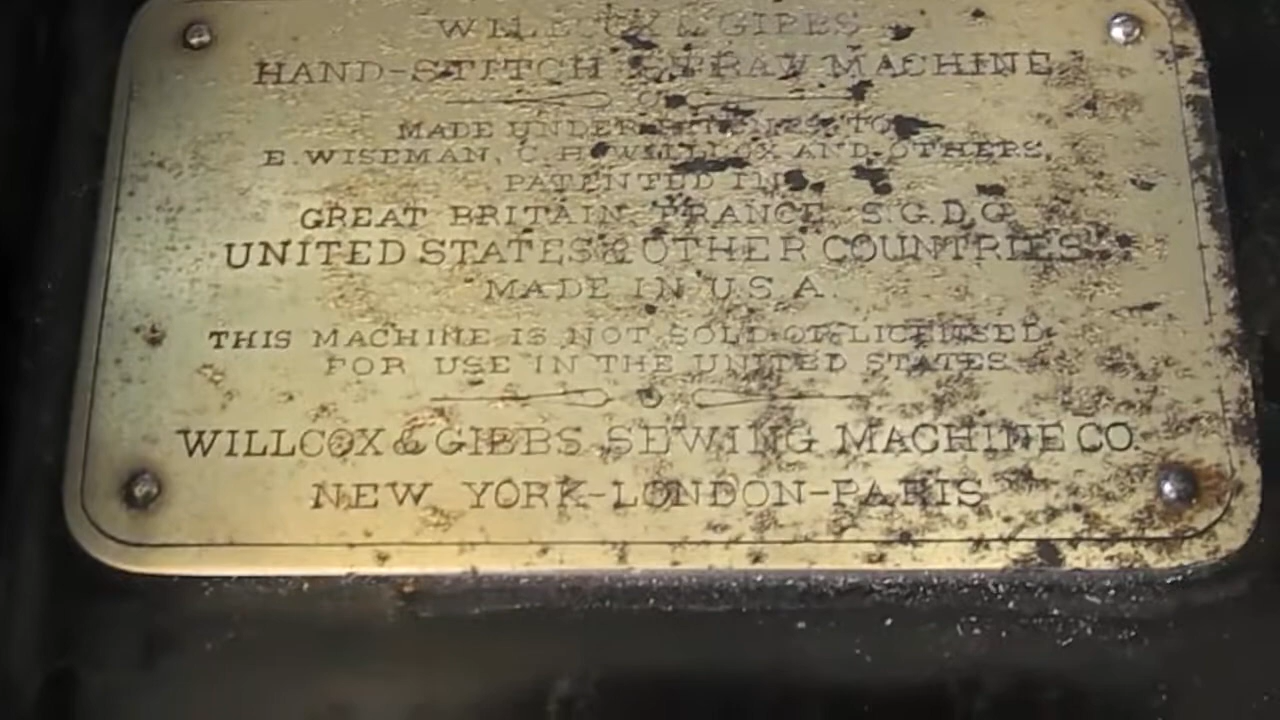 WILLCOX & GIBBS
HAND-STITCH STRAW MACHINE
MADE UNDER TO
E. WISEMAN, C. H. WILLLCOX AND OTHERS,
PATENTED IN
GREAT BRITAIN, FRANCE, S.G.D.G.
UNITED STATES & OTHER COUNTRIES.
MADE IN U.S.A.
THIS MACHINE IS NOT SOLD OR LICENSED
FOR USE IN THE UNITED STATES
WILLCOX & GIBBS SEWING MACHINE CO.
NEW YORK-LONDON-PARIS